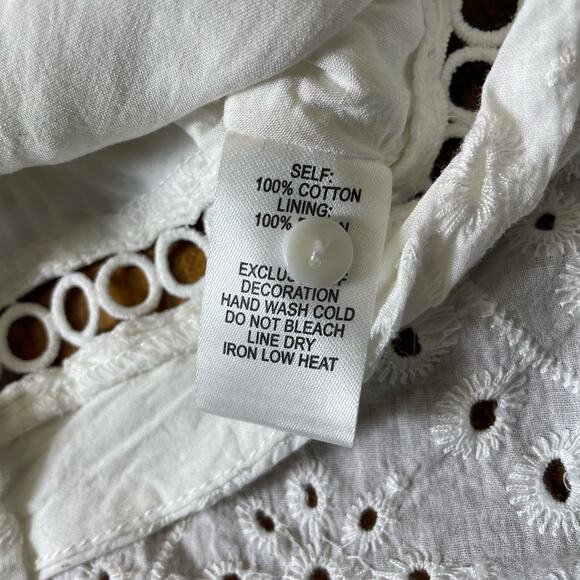 SELF:
100% COTTON
LINING:
100%
DECORATION
HAND WASH COLD
DO NOT BLEACH
LINE DRY
IRON LOW HEAT